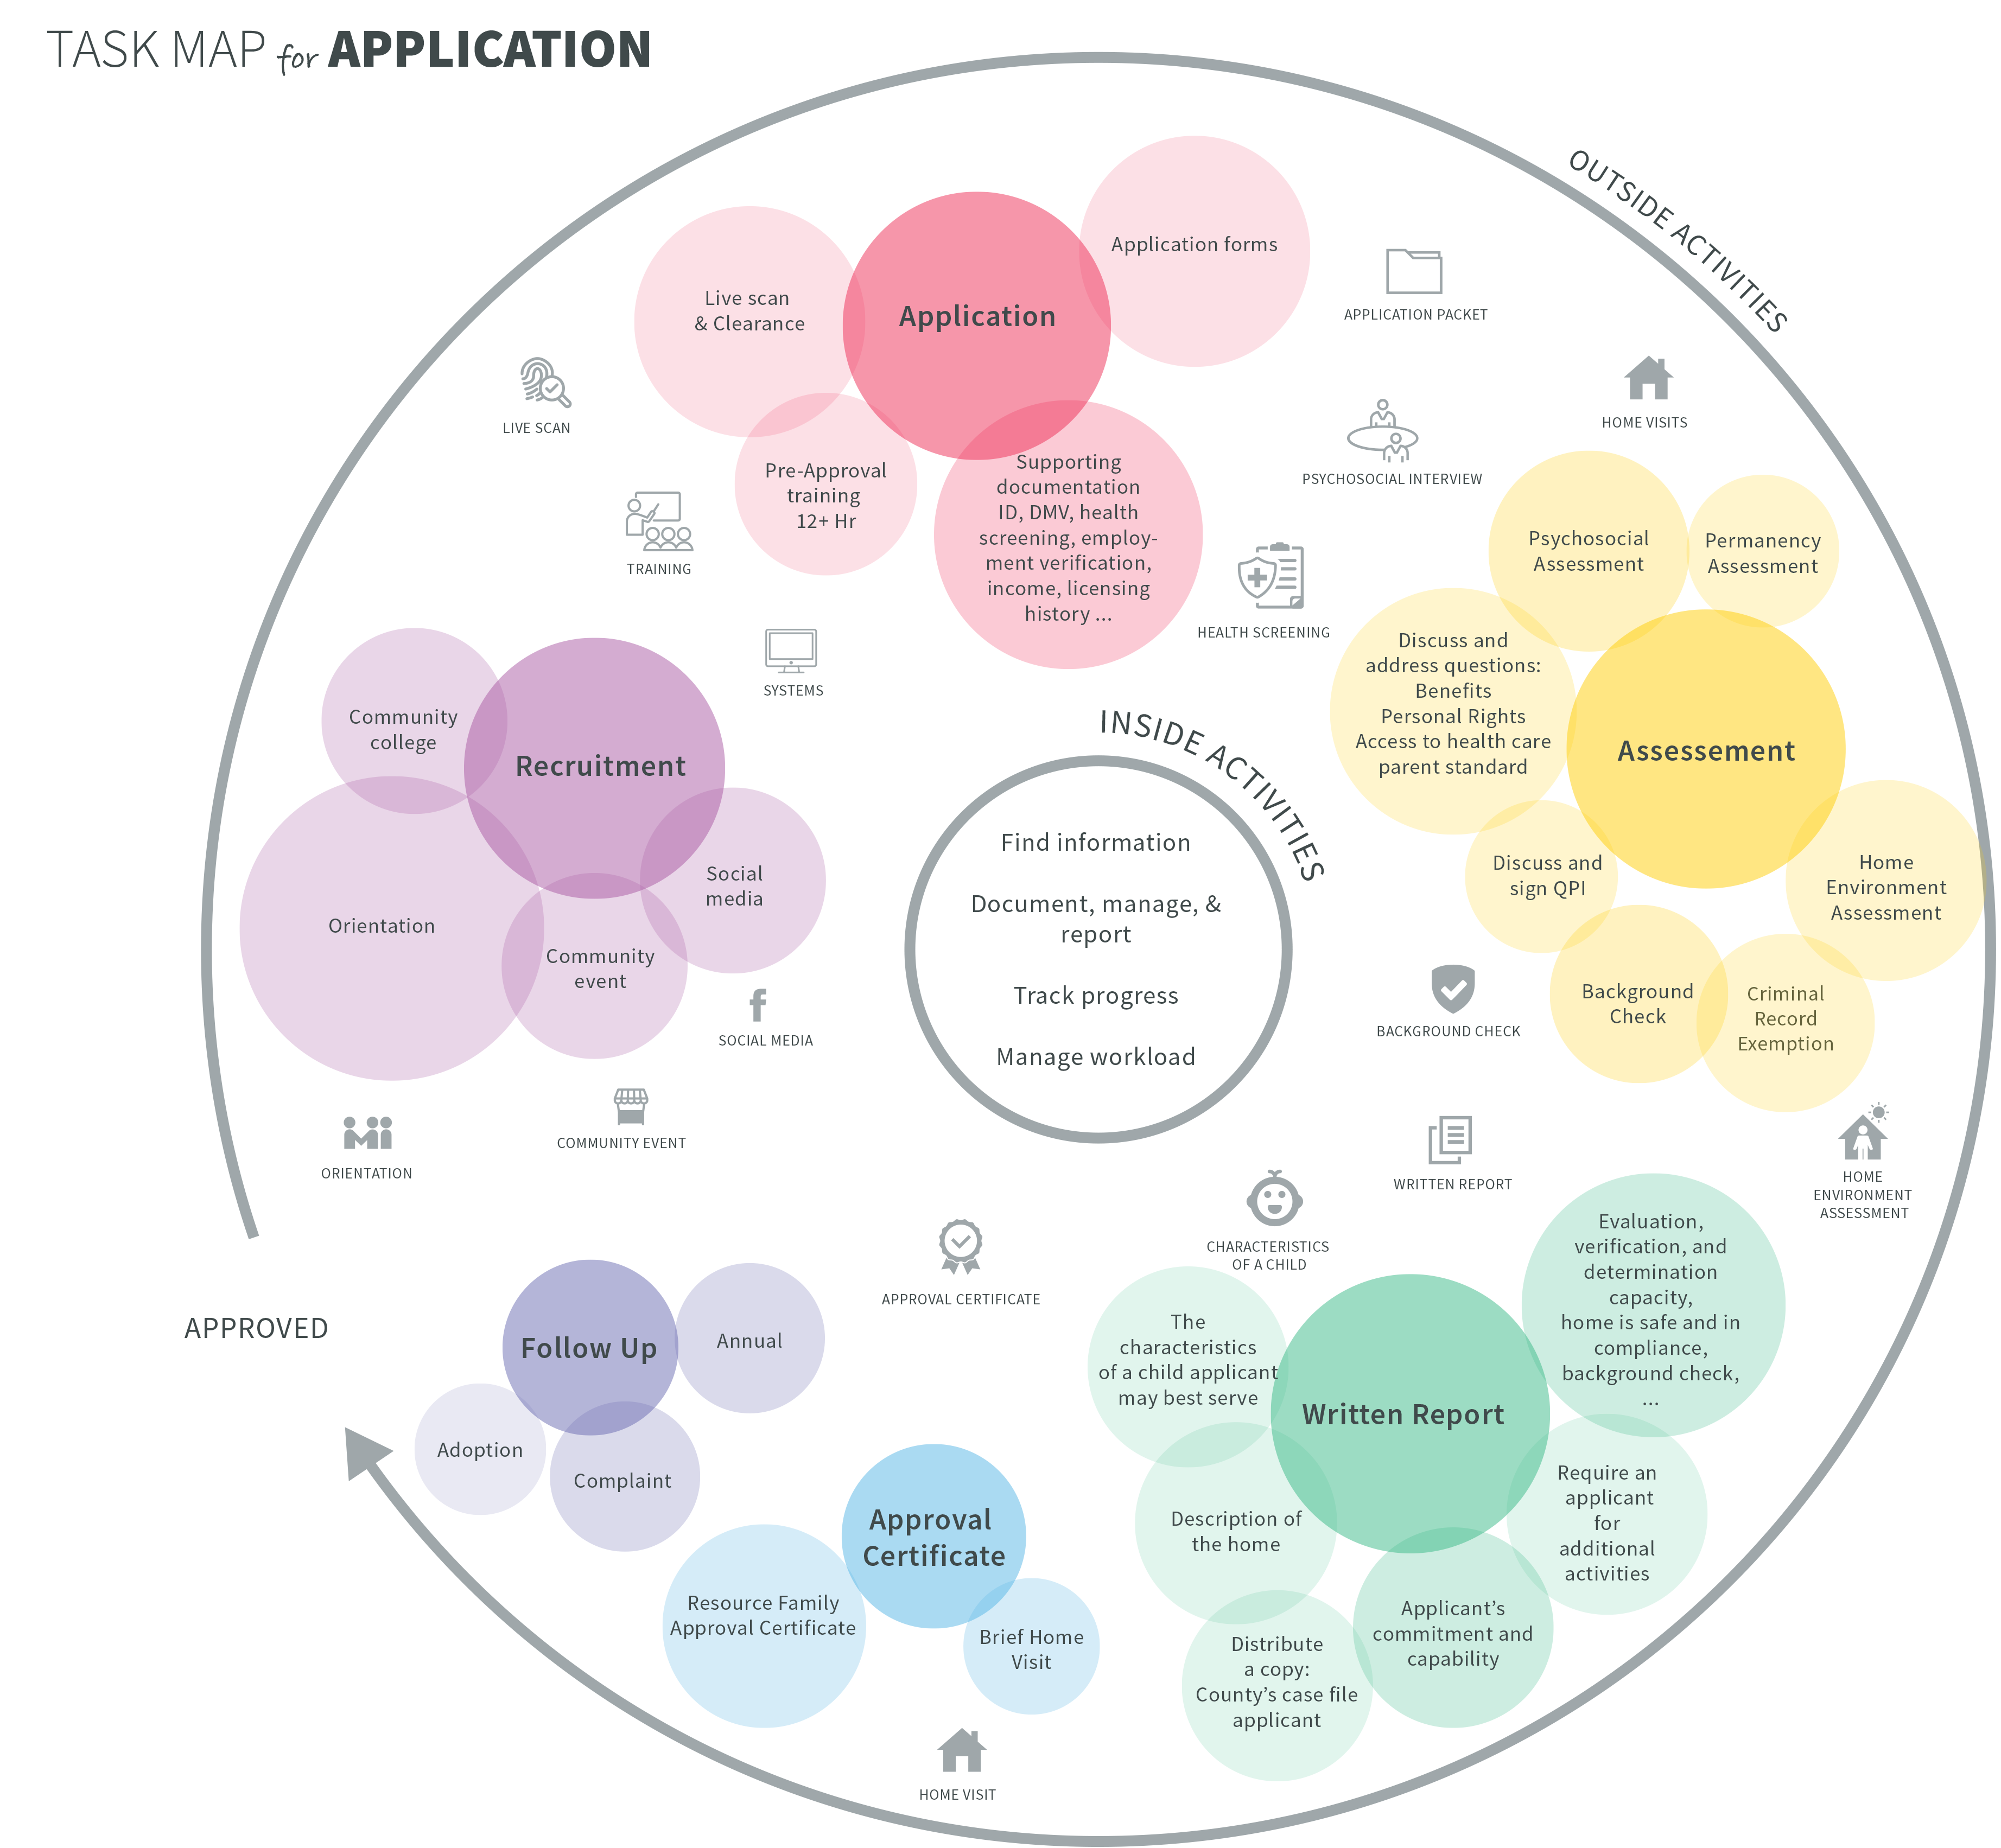 TASK MAP for APPLICATION
OUTSIDE ACTIVITIES
Application
Application forms
Live scan
& Clearance
Pre-Approval
training
12+ Hr
Supporting
documentation
ID, DMV, health
screening, employ-
ment verification,
income, licensing
history ...
APPLICATION PACKET
LIVE SCAN
TRAINING
SYSTEMS
HOME VISITS
PSYCHOSOCIAL INTERVIEW
HEALTH SCREENING
Recruitment
Community
college
Orientation
Community
event
Social
media
SOCIAL MEDIA
COMMUNITY EVENT
ORIENTATION
INSIDE ACTIVITIES
Find information
Document, manage, &
report
Track progress
Manage workload
Assessement
Psychosocial
Assessment
Permanency
Assessment
Discuss and
address questions:
Benefits
Personal Rights
Access to health care
parent standard
Discuss and
sign QPI
Background
Check
Criminal
Record
Exemption
Home
Environment
Assessment
BACKGROUND CHECK
WRITTEN REPORT
HOME
ENVIRONMENT
ASSESSMENT
CHARACTERISTICS
OF A CHILD
APPROVAL CERTIFICATE
Written Report
Evaluation,
verification, and
determination
capacity,
home is safe and in
compliance,
background check,
...
The
characteristics
of a child applicant
may best serve
Description of
the home
Require an
applicant
for
additional
activities
Applicant’s
commitment and
capability
Distribute
a copy:
County’s case file
applicant
Approval
Certificate
Resource Family
Approval Certificate
Brief Home
Visit
HOME VISIT
Follow Up
Annual
Adoption
Complaint
APPROVED